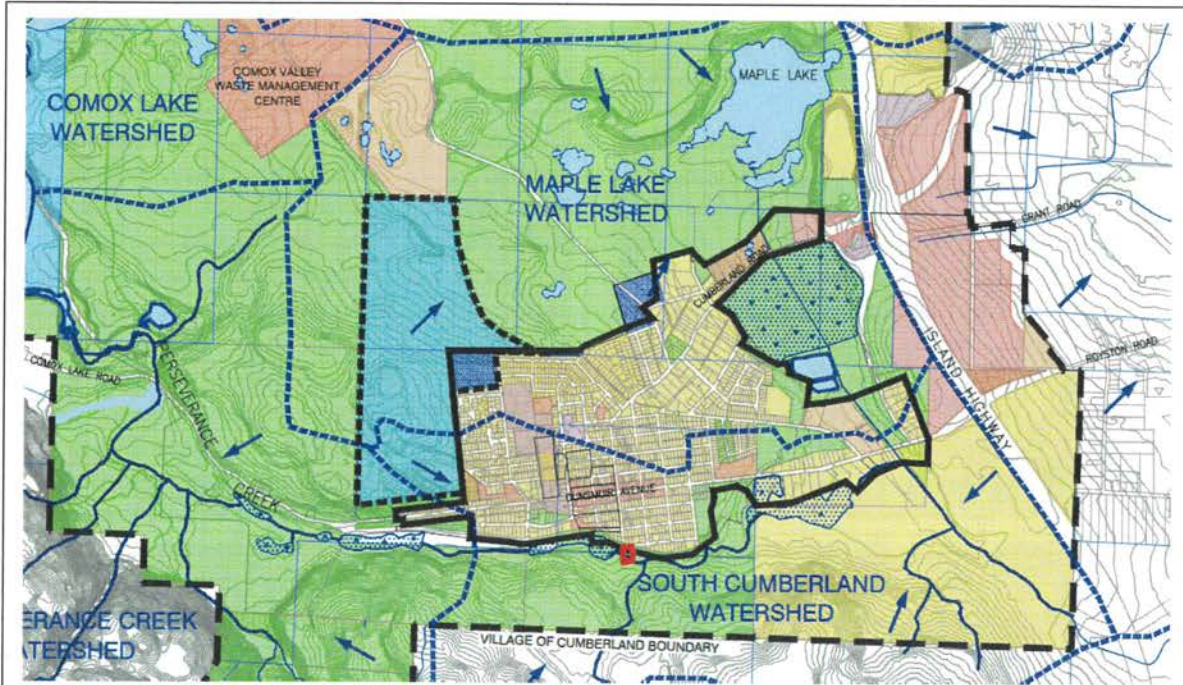 COMOX VALLEY
WASTE MANAGEMENT
CENTRE
MAPLE LAKE
COMOX LAKE
WATERSHED
MAPLE LAKE
WATERSHED
GRANT ROAD
CUMBERLAND ROAD
ISLAND HIGHWAY
ROYSTON ROAD
COMOX LAKE ROAD
PERSEVERANCE
CREEK
DUNSMUIR AVENUE
SOUTH CUMBERLAND
WATERSHED
ERANCE CREEK
ATERSHED
VILLAGE OF CUMBERLAND BOUNDARY